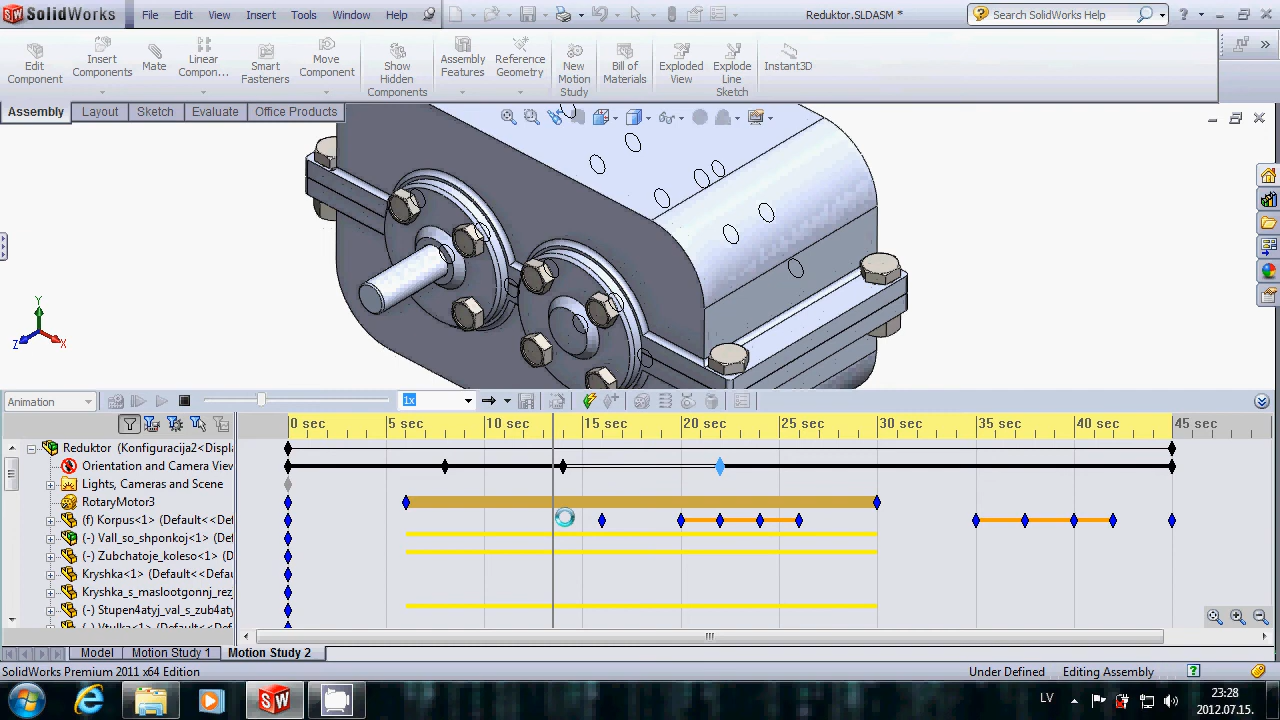 SolidWorks File Edit View Insert Tools Window Help Reduktor.SLDASM * Search SolidWorks Help
Edit Component
Insert Components
Mate
Linear Compon...
Smart Fasteners
Move Component
Show Hidden Components
Assembly Features
Reference Geometry
New Motion Study
Bill of Materials
Exploded View
Explode Line Sketch
Instant3D
Assembly Layout Sketch Evaluate Office Products
Y
Z X
Animation 1x
0 sec 5 sec 10 sec 15 sec 20 sec 25 sec 30 sec 35 sec 40 sec 45 sec
Reduktor (Konfiguracija2<Displ
Orientation and Camera View
Lights, Cameras and Scene
RotaryMotor3
(f) Korpus<1> (Default<<Def
(-) Vall_so_shponkoj<1> (Def
(-) Zubchatoje_koleso<1> (D
Kryshka<1> (Default<<Defa
Kryshka_s_maslootgonnj_rez
(-) Stupen4atyj_val_s_zub4aty
(-) Vtulka<1> (Default<<Def
Model Motion Study 1 Motion Study 2
SolidWorks Premium 2011 x64 Edition Under Defined Editing Assembly
LV 23:28
2012.07.15.